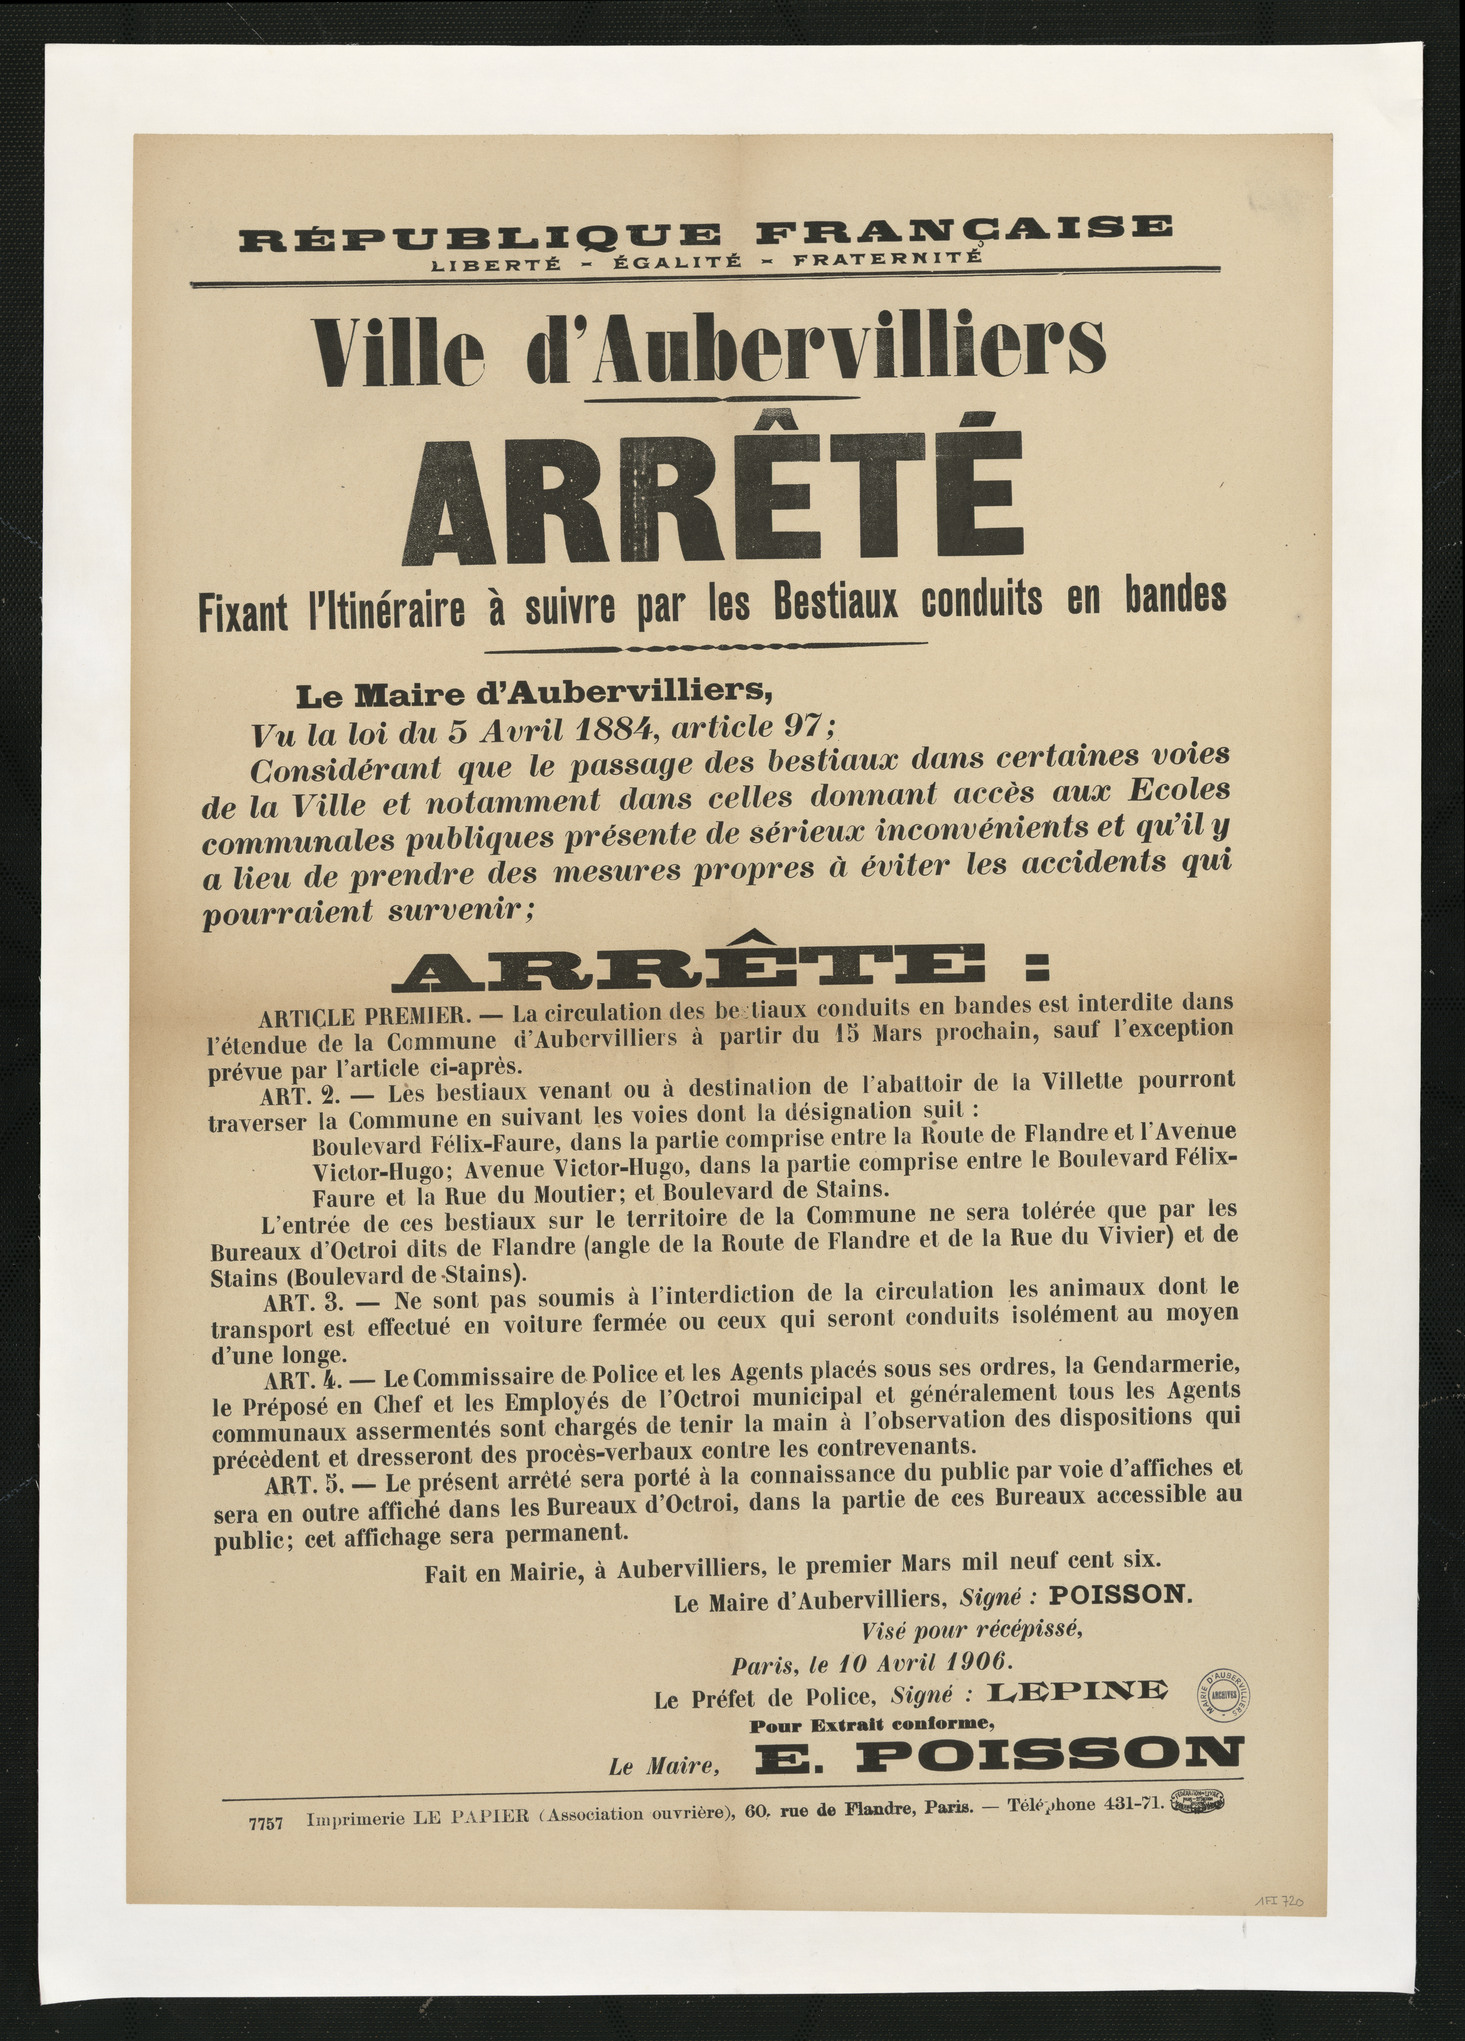 RÉPUBLIQUE FRANÇAISE
LIBERTÉ - ÉGALITÉ - FRATERNITÉ
Ville d'Aubervilliers
ARRÊTÉ
Fixant l'Itinéraire à suivre par les Bestiaux conduits en bandes
Le Maire d'Aubervilliers,
Vu la loi du 5 Avril 1884, article 97;
Considérant que le passage des bestiaux dans certaines voies
de la Ville et notamment dans celles donnant accès aux Ecoles
communales publiques présente de sérieux inconvénients et qu'il y
a lieu de prendre des mesures propres à éviter les accidents qui
pourraient survenir;
ARRÊTE :
ARTICLE PREMIER. — La circulation des bestiaux conduits en bandes est interdite dans
l'étendue de la Commune d'Aubervilliers à partir du 15 Mars prochain, sauf l'exception
prévue par l'article ci-après.
ART. 2. — Les bestiaux venant ou à destination de l'abattoir de la Villette pourront
traverser la Commune en suivant les voies dont la désignation suit :
Boulevard Félix-Faure, dans la partie comprise entre la Route de Flandre et l'Avenue
Victor-Hugo; Avenue Victor-Hugo, dans la partie comprise entre le Boulevard Félix-
Faure et la Rue du Moutier; et Boulevard de Stains.
L'entrée de ces bestiaux sur le territoire de la Commune ne sera tolérée que par les
Bureaux d'Octroi dits de Flandre (angle de la Route de Flandre et de la Rue du Vivier) et de
Stains (Boulevard de Stains).
ART. 3. — Ne sont pas soumis à l'interdiction de la circulation les animaux dont le
transport est effectué en voiture fermée ou ceux qui seront conduits isolément au moyen
d'une longe.
ART. 4. — Le Commissaire de Police et les Agents placés sous ses ordres, la Gendarmerie,
le Préposé en Chef et les Employés de l'Octroi municipal et généralement tous les Agents
communaux assermentés sont chargés de tenir la main à l'observation des dispositions qui
précèdent et dresseront des procès-verbaux contre les contrevenants.
ART. 5. — Le présent arrêté sera porté à la connaissance du public par voie d'affiches et
sera en outre affiché dans les Bureaux d'Octroi, dans la partie de ces Bureaux accessible au
public; cet affichage sera permanent.
Fait en Mairie, à Aubervilliers, le premier Mars mil neuf cent six.
Le Maire d'Aubervilliers, Signé : POISSON.
Visé pour récépissé,
Paris, le 10 Avril 1906.
Le Préfet de Police, Signé : LEPINE
MAIRIE D'AUBERVILLIERS
ARCHIVES
Pour Extrait conforme,
Le Maire, E. POISSON
7757 Imprimerie LE PAPIER (Association ouvrière), 60, rue de Flandre, Paris. — Téléphone 431-71.
1FI 720